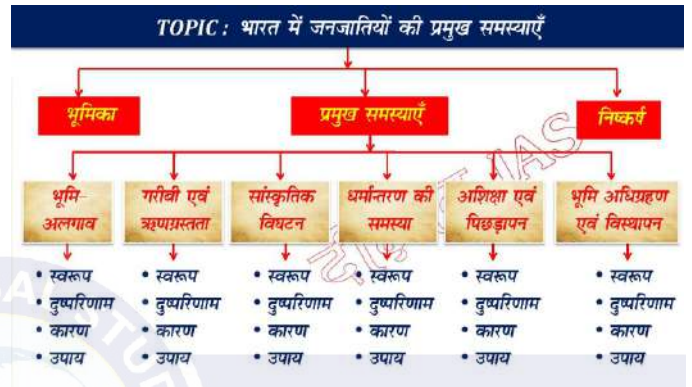 TOPIC : भारत में जनजातियों की प्रमुख समस्याएँ
भूमिका
प्रमुख समस्याएँ
निष्कर्ष
भूमि-
अलगाव
गरीबी एवं
ऋणग्रस्तता
सांस्कृतिक
विघटन
धर्मान्तरण की
समस्या
अशिक्षा एवं
पिछड़ापन
भूमि अधिग्रहण
एवं विस्थापन
• स्वरूप
• दुष्परिणाम
• कारण
• उपाय
• स्वरूप
• दुष्परिणाम
• कारण
• उपाय
• स्वरूप
• दुष्परिणाम
• कारण
• उपाय
• स्वरूप
• दुष्परिणाम
• कारण
• उपाय
• स्वरूप
• दुष्परिणाम
• कारण
• उपाय
• स्वरूप
• दुष्परिणाम
• कारण
• उपाय
IAS